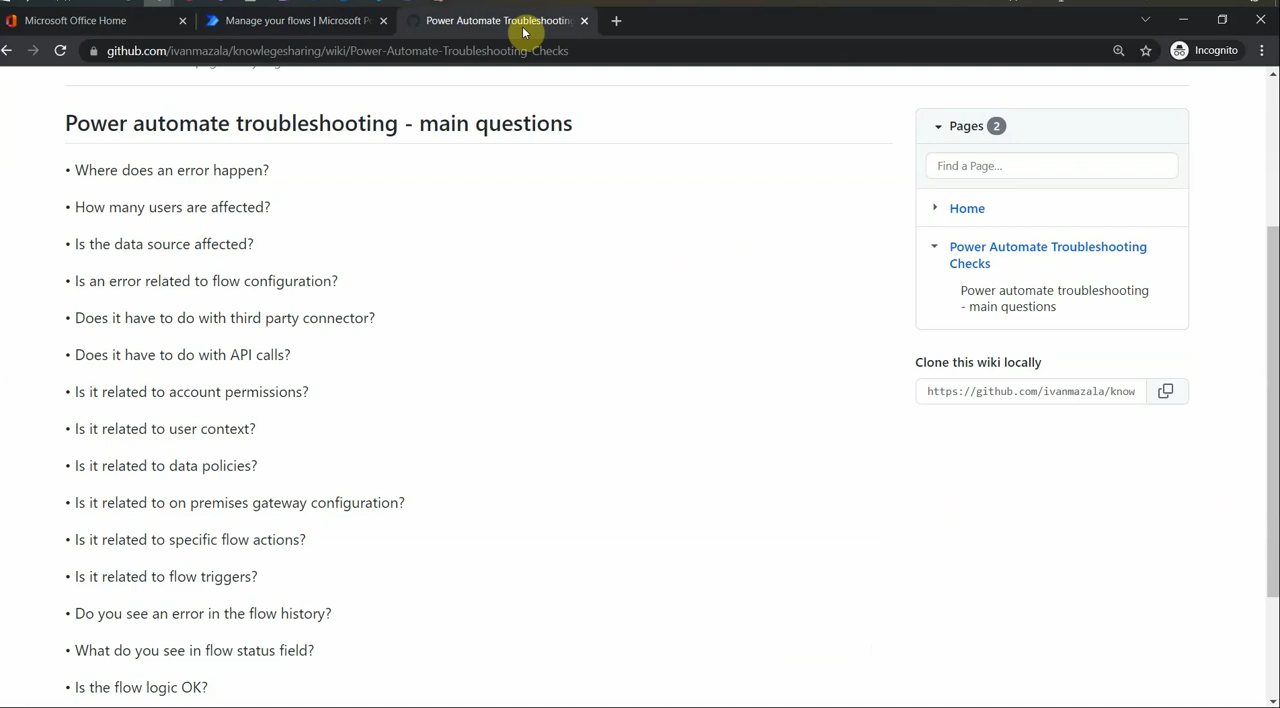 Microsoft Office Home
Manage your flows | Microsoft P
Power Automate Troubleshooting
github.com/ivanmazala/knowlegesharing/wiki/Power-Automate-Troubleshooting-Checks
Incognito
Power automate troubleshooting - main questions
• Where does an error happen?
• How many users are affected?
• Is the data source affected?
• Is an error related to flow configuration?
• Does it have to do with third party connector?
• Does it have to do with API calls?
• Is it related to account permissions?
• Is it related to user context?
• Is it related to data policies?
• Is it related to on premises gateway configuration?
• Is it related to specific flow actions?
• Is it related to flow triggers?
• Do you see an error in the flow history?
• What do you see in flow status field?
• Is the flow logic OK?
Pages 2
Find a Page...
Home
Power Automate Troubleshooting
Checks
Power automate troubleshooting
- main questions
Clone this wiki locally
https://github.com/ivanmazala/know